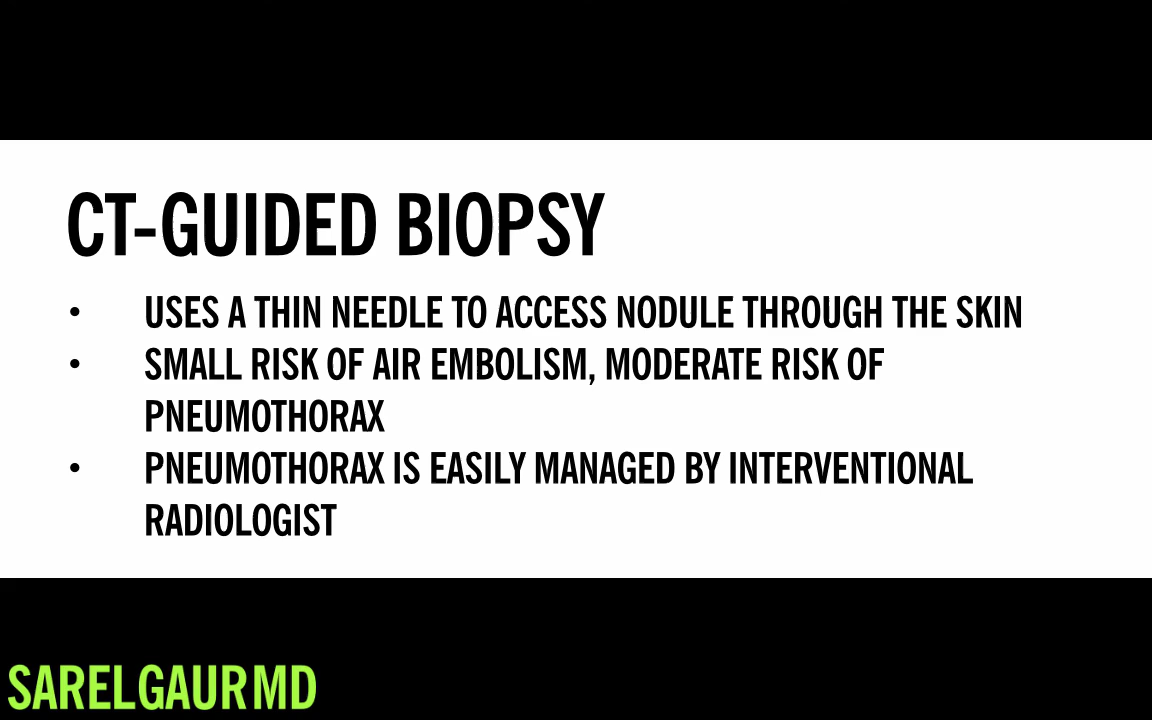 CT-GUIDED BIOPSY
• USES A THIN NEEDLE TO ACCESS NODULE THROUGH THE SKIN
• SMALL RISK OF AIR EMBOLISM, MODERATE RISK OF
PNEUMOTHORAX
• PNEUMOTHORAX IS EASILY MANAGED BY INTERVENTIONAL
RADIOLOGIST
SARELGAURMD